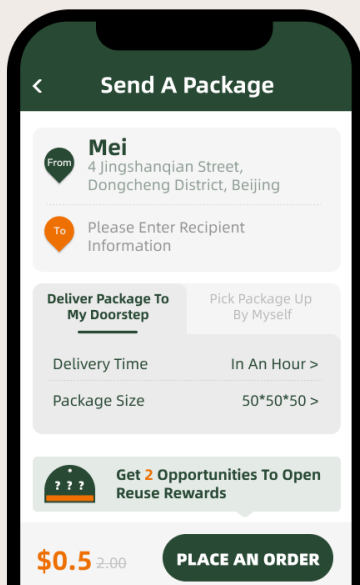 Send A Package
From
Mei
4 Jingshanqian Street,
Dongcheng District, Beijing
To
Please Enter Recipient
Information
Deliver Package To
My Doorstep
Pick Package Up
By Myself
Delivery Time
In An Hour >
Package Size
50*50*50 >
? ? ?
Get 2 Opportunities To Open
Reuse Rewards
$0.5 2.00
PLACE AN ORDER